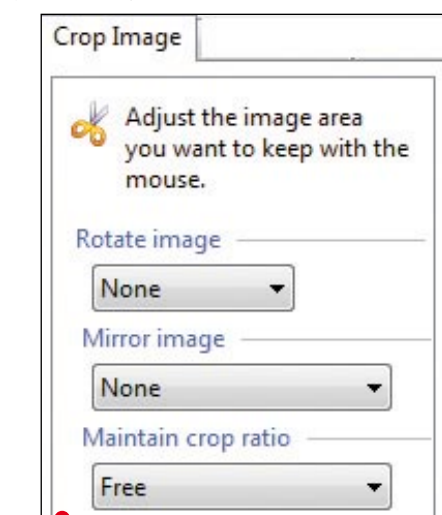 Crop Image
Adjust the image area
you want to keep with the
mouse.
Rotate image
None
Mirror image
None
Maintain crop ratio
Free